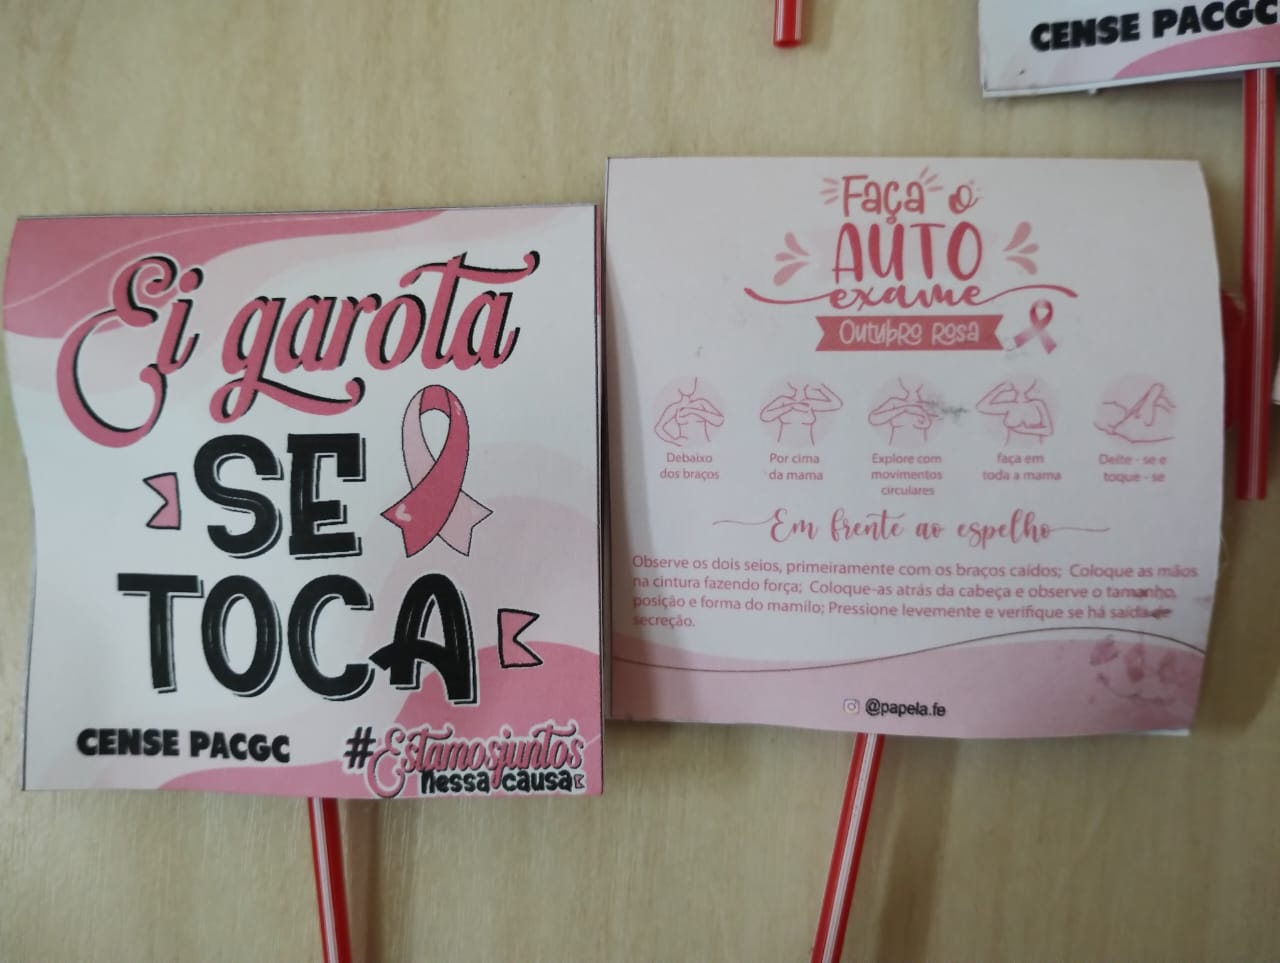 CENSE PACGC
Ei garota
SE
TOCA
CENSE PACGC
#Estamosjuntos
nessa causa
Faça o
AUTO
exame
Outubro Rosa
Debaixo
dos braços
Por cima
da mama
Explore com
movimentos
circulares
faça em
toda a mama
Deite - se e
toque - se
Em frente ao espelho
Observe os dois seios, primeiramente com os braços caídos; Coloque as mãos
na cintura fazendo força; Coloque-as atrás da cabeça e observe o tamanho,
posição e forma do mamilo; Pressione levemente e verifique se há saída de
secreção.
@papela.fe